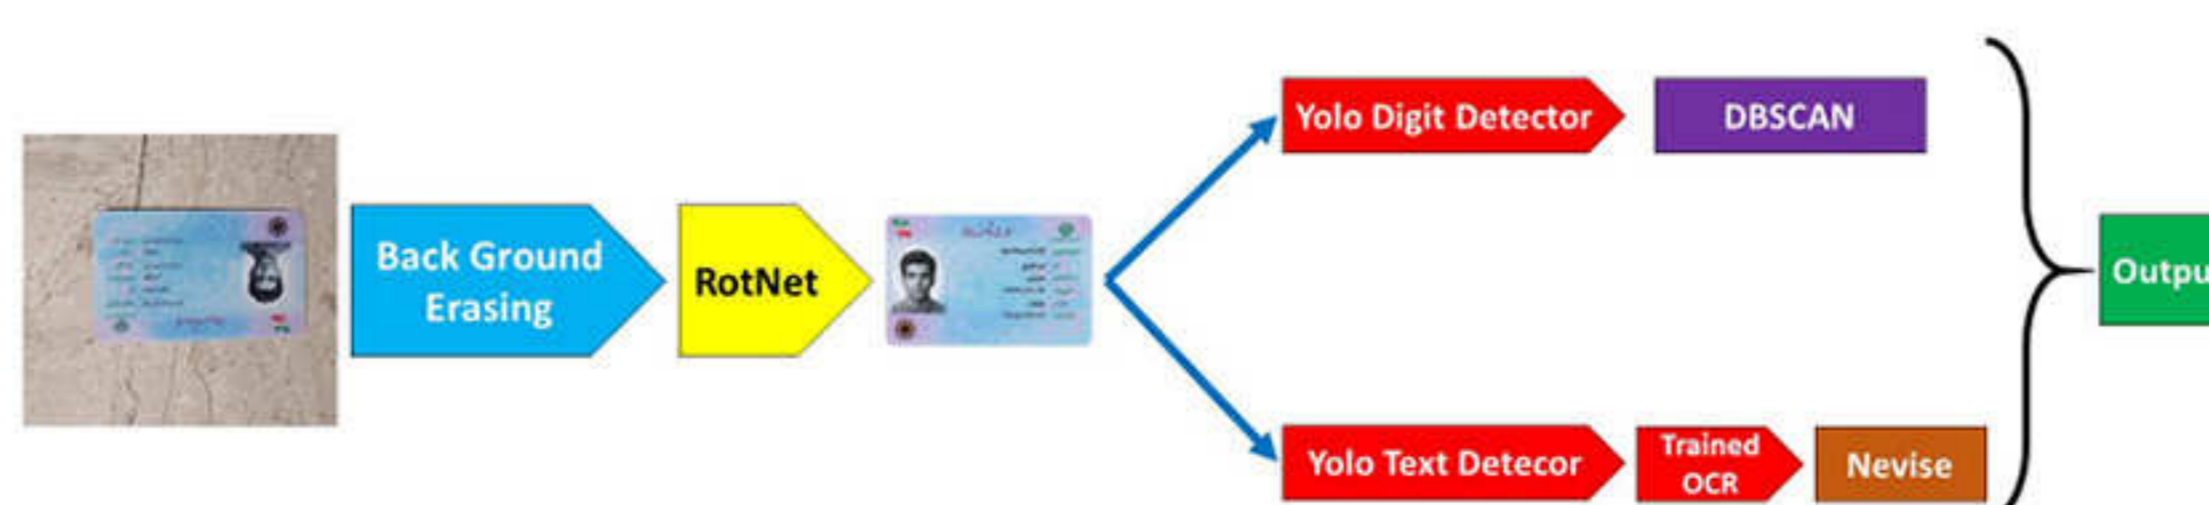 Back Ground
Erasing
RotNet
Yolo Digit Detector
DBSCAN
Yolo Text Detecor
Trained
OCR
Nevise
Outpu